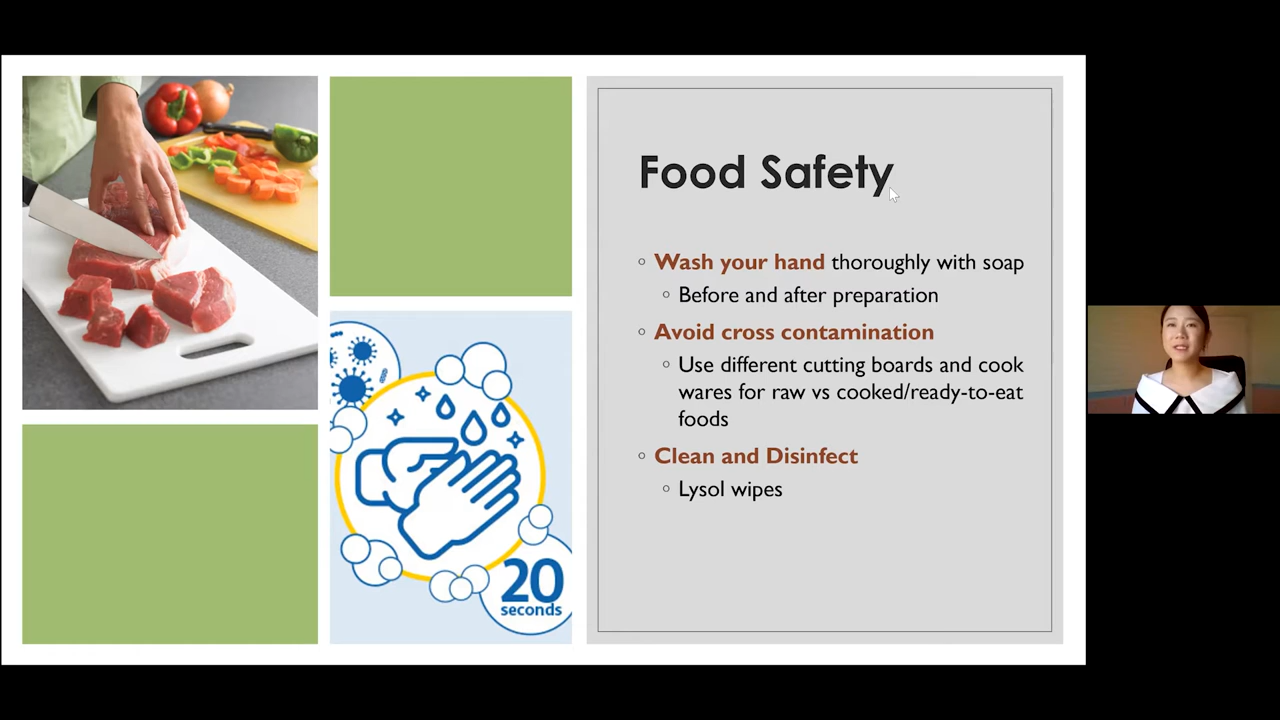 Food Safety
Wash your hand thoroughly with soap
Before and after preparation
Avoid cross contamination
Use different cutting boards and cook
wares for raw vs cooked/ready-to-eat
foods
Clean and Disinfect
Lysol wipes
20
seconds